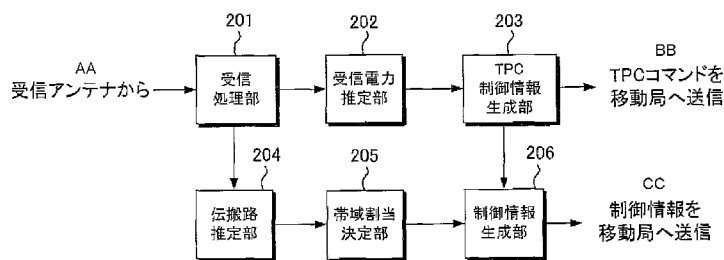 201
202
203
AA
受信アンテナから
受信
処理部
受信電力
推定部
TPC
制御情報
生成部
BB
TPCコマンドを
移動局へ送信
204
205
206
伝搬路
推定部
帯域割当
決定部
制御情報
生成部
CC
制御情報を
移動局へ送信